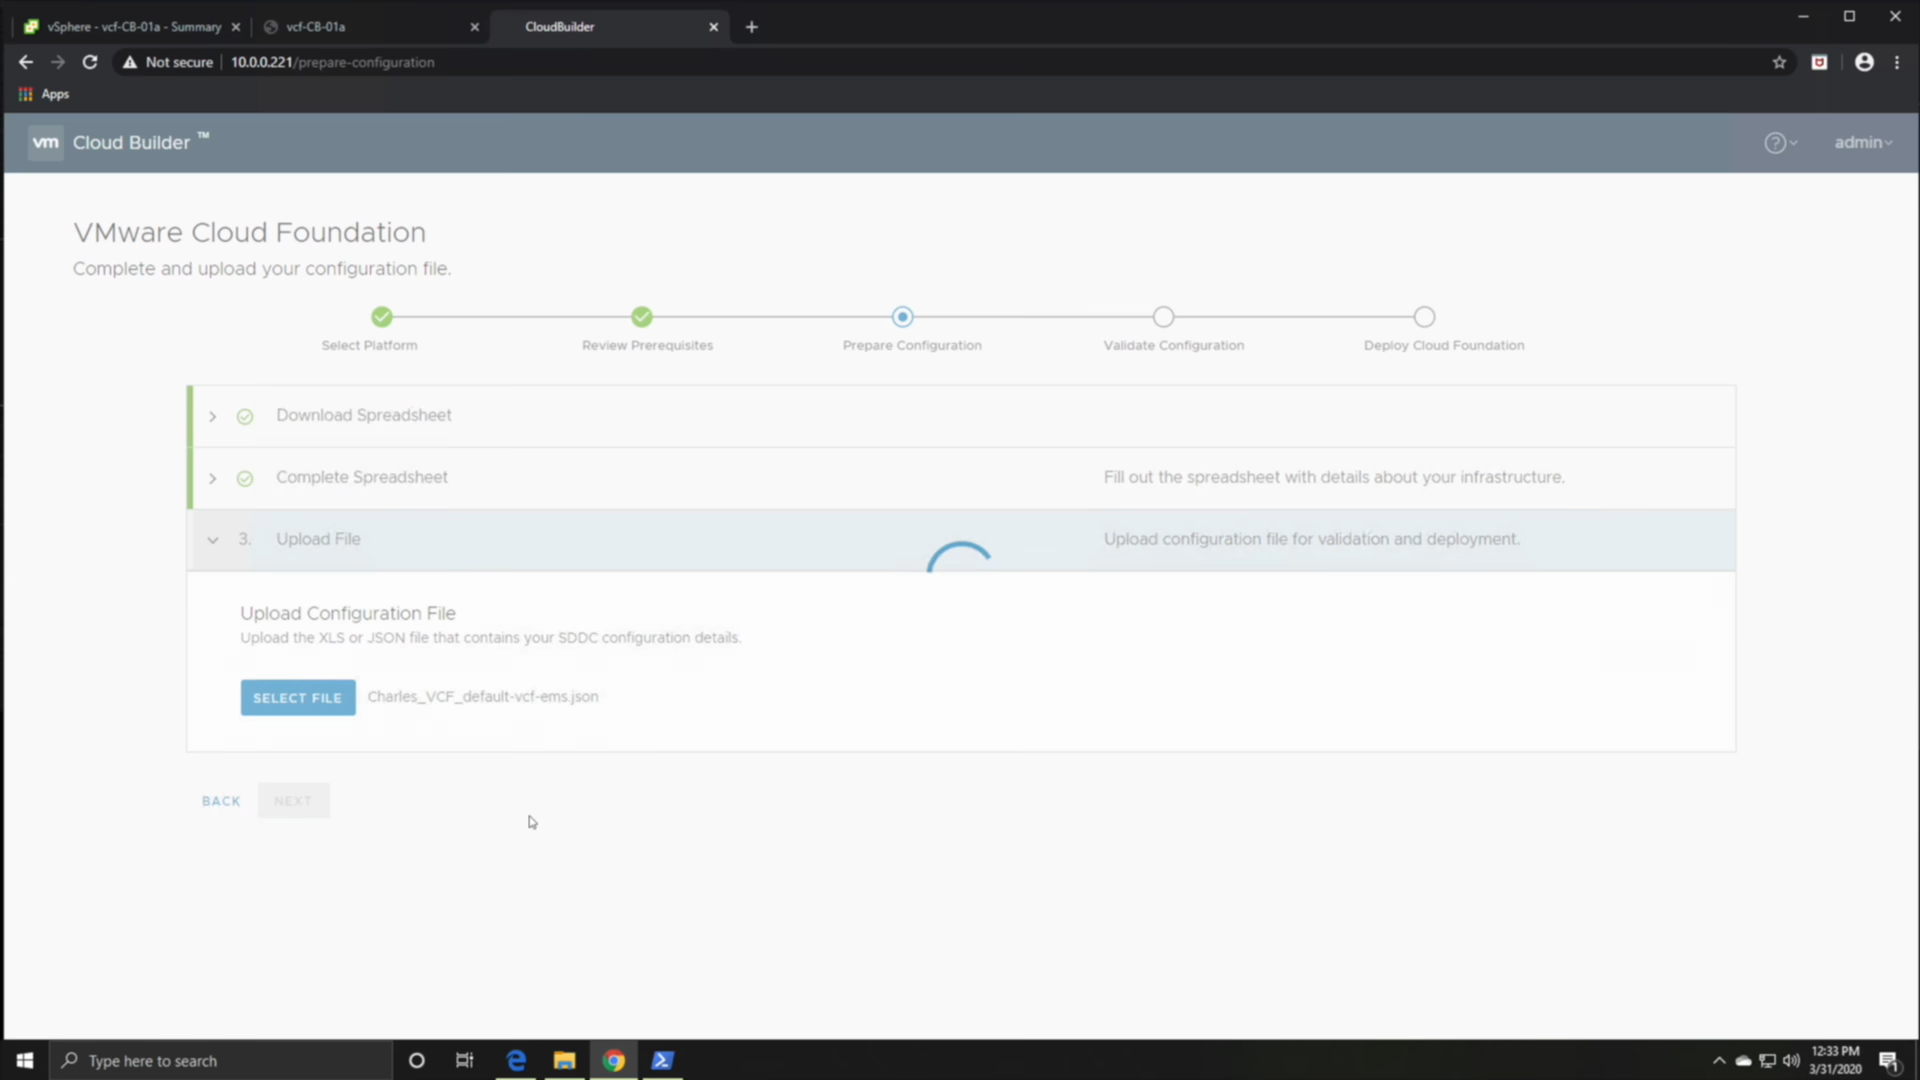 vSphere - vcf-CB-01a - Summary
vcf-CB-01a
CloudBuilder
Not secure
10.0.0.221/prepare-configuration
Apps
vm Cloud Builder ™
admin
VMware Cloud Foundation
Complete and upload your configuration file.
Select Platform
Review Prerequisites
Prepare Configuration
Validate Configuration
Deploy Cloud Foundation
Download Spreadsheet
Complete Spreadsheet
Fill out the spreadsheet with details about your infrastructure.
3. Upload File
Upload configuration file for validation and deployment.
Upload Configuration File
Upload the XLS or JSON file that contains your SDDC configuration details.
SELECT FILE
Charles_VCF_default-vcf-ems.json
BACK
NEXT
Type here to search
12:33 PM
3/31/2020
1